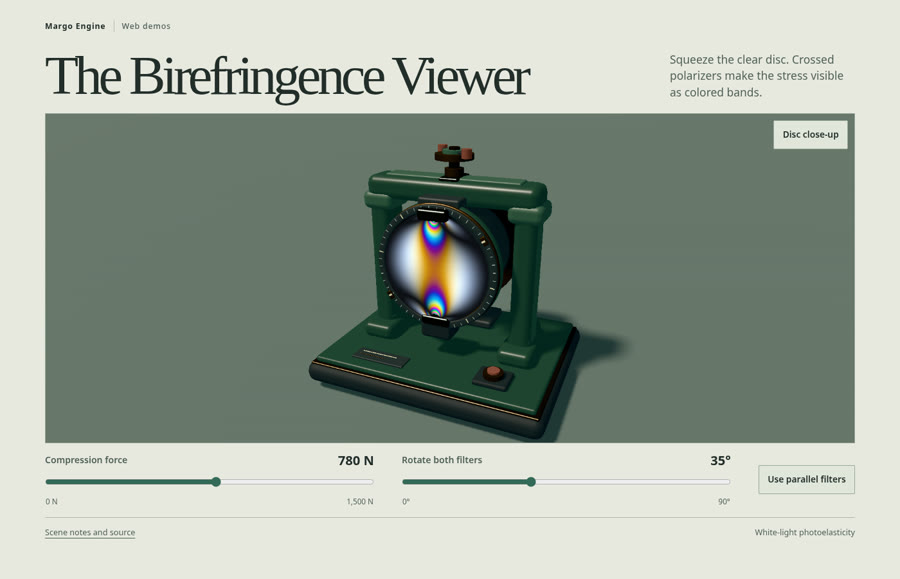 Margo Engine
Web demos
The Birefringence Viewer
Squeeze the clear disc. Crossed
polarizers make the stress visible
as colored bands.
Disc close-up
Compression force
780 N
0 N
1,500 N
Rotate both filters
35°
0°
90°
Use parallel filters
Scene notes and source
White-light photoelasticity